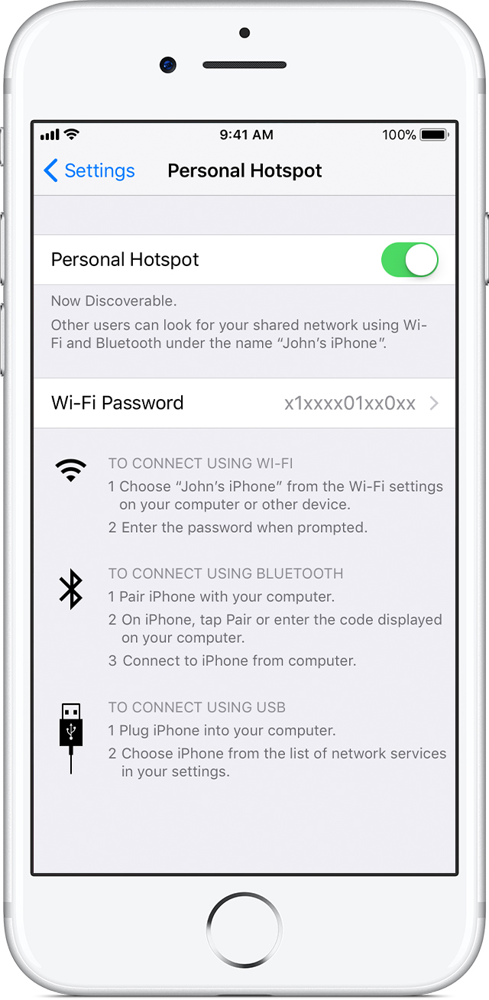 9:41 AM 100%
Settings Personal Hotspot
Personal Hotspot
Now Discoverable.
Other users can look for your shared network using Wi-
Fi and Bluetooth under the name “John’s iPhone”.
Wi-Fi Password x1xxxx01xx0xx
TO CONNECT USING WI-FI
1 Choose “John’s iPhone” from the Wi-Fi settings
on your computer or other device.
2 Enter the password when prompted.
TO CONNECT USING BLUETOOTH
1 Pair iPhone with your computer.
2 On iPhone, tap Pair or enter the code displayed
on your computer.
3 Connect to iPhone from computer.
TO CONNECT USING USB
1 Plug iPhone into your computer.
2 Choose iPhone from the list of network services
in your settings.